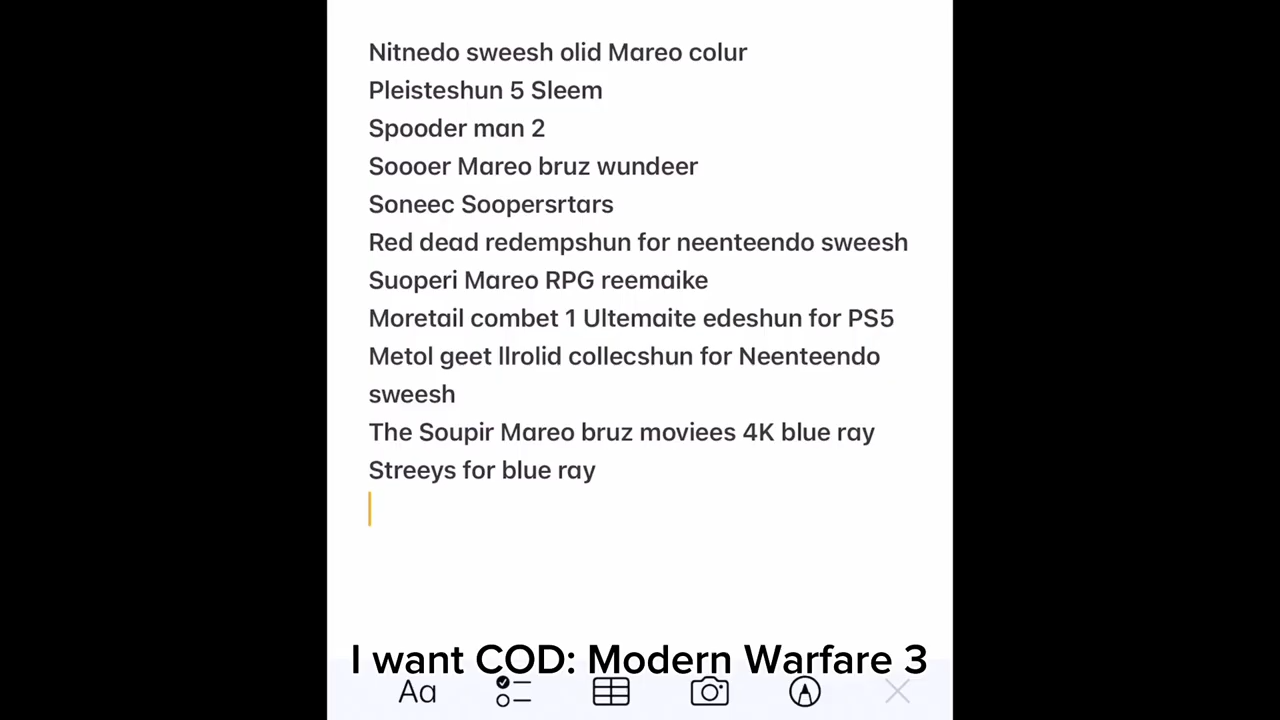 Nitnedo sweesh olid Mareo colur
Pleisteshun 5 Sleem
Spooder man 2
Soooer Mareo bruz wundeer
Soneec Soopersrtars
Red dead redempshun for neenteendo sweesh
Suoperi Mareo RPG reemaike
Moretail combet 1 Ultemaite edeshun for PS5
Metol geet llrolid collecshun for Neenteendo
sweesh
The Soupir Mareo bruz moviees 4K blue ray
Streeys for blue ray
I want COD: Modern Warfare 3
Aa